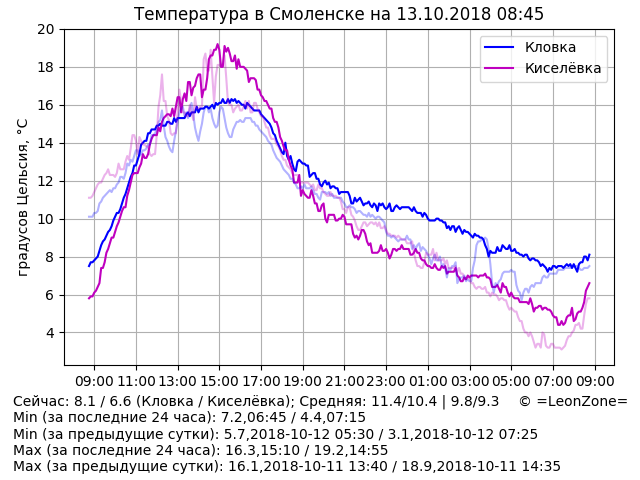 Температура в Смоленске на 13.10.2018 08:45
градусов Цельсия, °C
20
18
16
14
12
10
8
6
4
Кловка
Киселёвка
09:00 11:00 13:00 15:00 17:00 19:00 21:00 23:00 01:00 03:00 05:00 07:00 09:00
Сейчас: 8.1 / 6.6 (Кловка / Киселёвка); Средняя: 11.4/10.4 | 9.8/9.3 © =LeonZone=
Min (за последние 24 часа): 7.2,06:45 / 4.4,07:15
Min (за предыдущие сутки): 5.7,2018-10-12 05:30 / 3.1,2018-10-12 07:25
Max (за последние 24 часа): 16.3,15:10 / 19.2,14:55
Max (за предыдущие сутки): 16.1,2018-10-11 13:40 / 18.9,2018-10-11 14:35